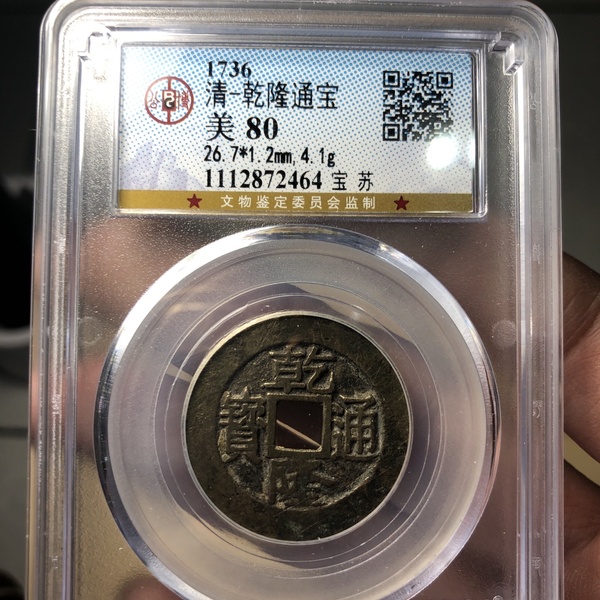 1736
清-乾隆通宝
美 80
26.7*1.2mm,4.1g
1112872464 宝 苏
★ 文物鉴定委员会监制 ★
乾
寶 通
隆